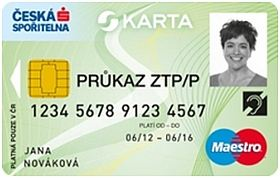 ČESKÁ
SPOŘITELNA
S KARTA
PRŮKAZ ZTP/P
1234 5678 9123 4567
PLATÍ OD – DO
06/12 – 06/16
PLATNÁ POUZE V ČR
JANA
NOVÁKOVÁ
Maestro